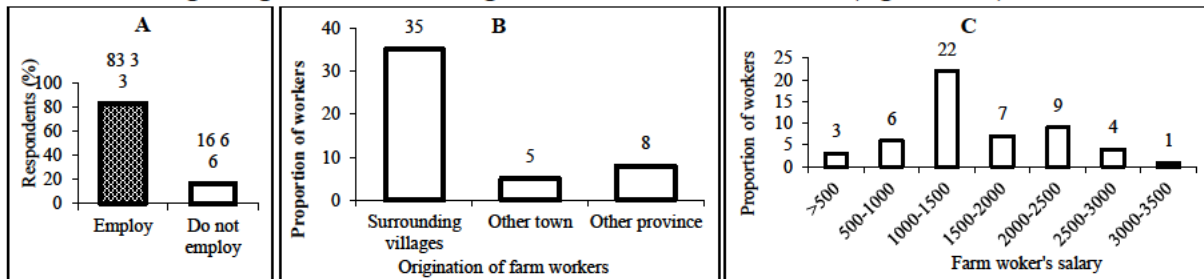 A
83 3
3
16 6
6
Respondents (%)
100
80
60
40
20
0
Employ
Do not
employ
B
35
5
8
Proportion of workers
40
30
20
10
0
Surrounding
villages
Other town
Other province
Origination of farm workers
C
3
6
22
7
9
4
1
Proportion of workers
25
20
15
10
5
0
>500
500-1000
1000-1500
1500-2000
2000-2500
2500-3000
3000-3500
Farm woker's salary